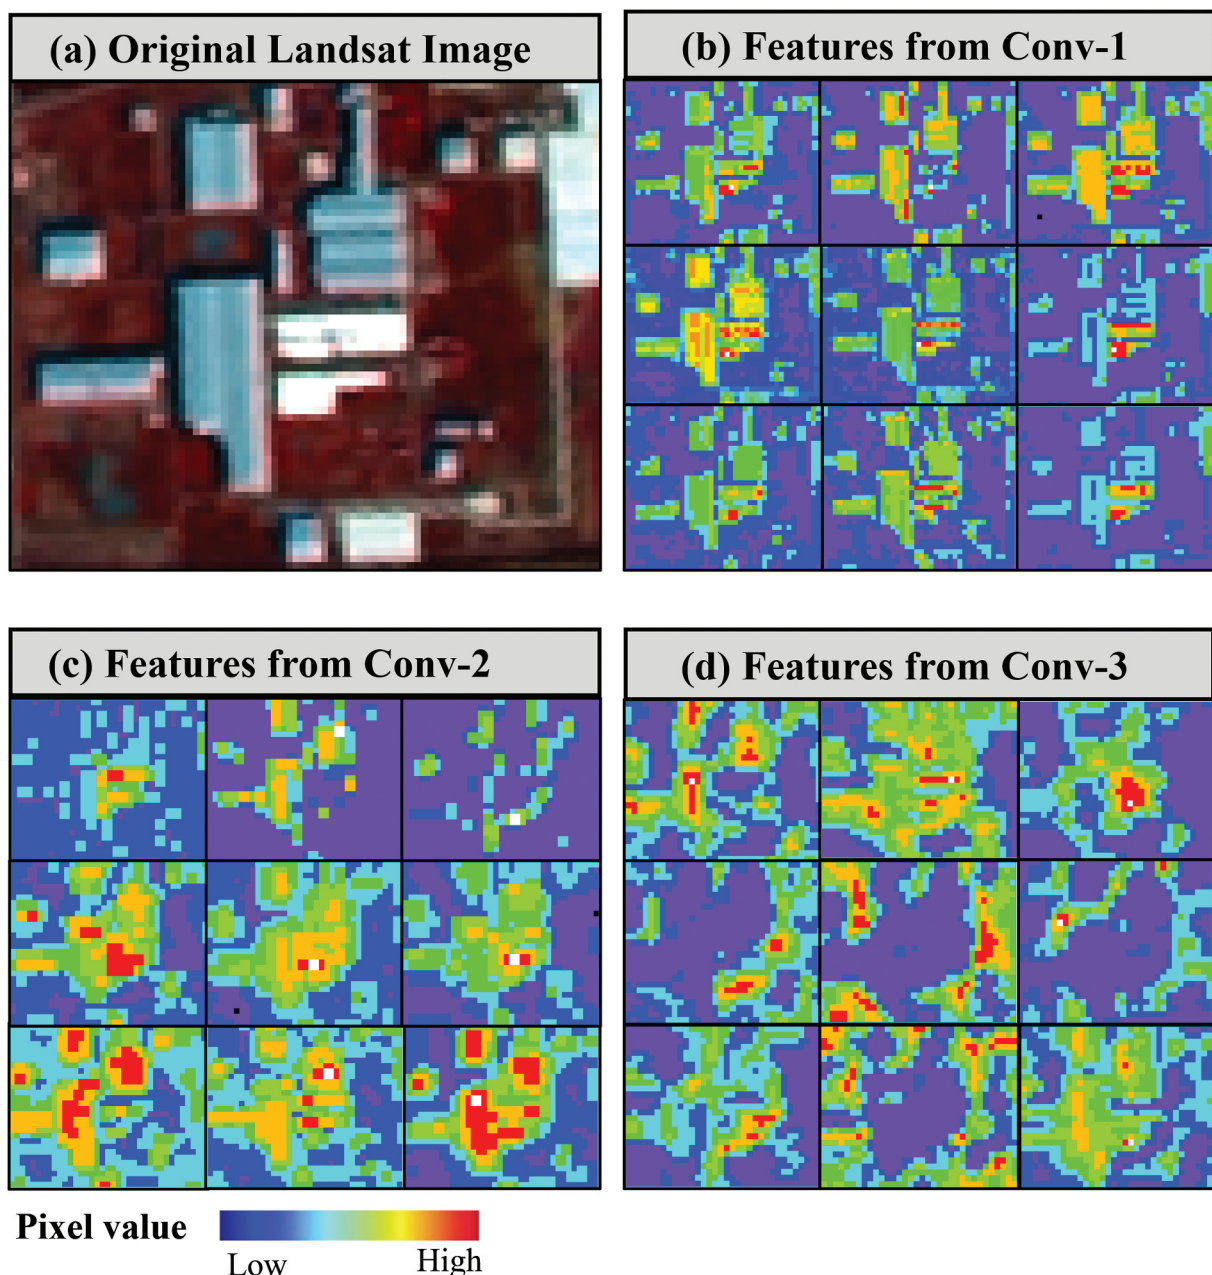 (a) Original Landsat Image
(b) Features from Conv-1
(c) Features from Conv-2
(d) Features from Conv-3
Pixel value
Low
High